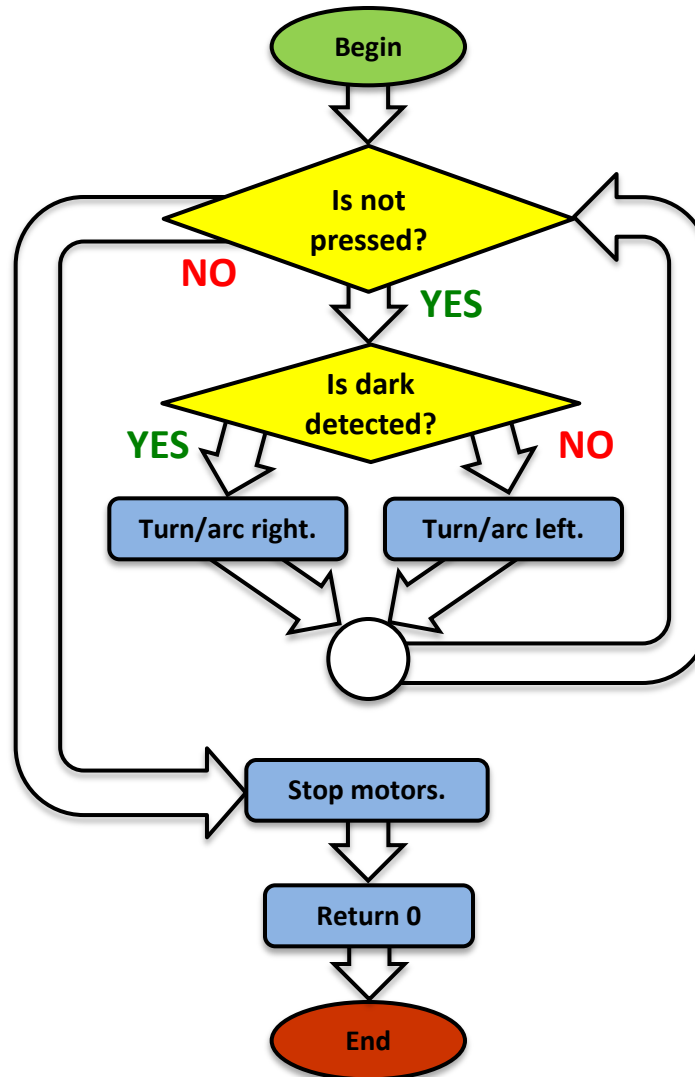 Begin
Is not
pressed?
NO
YES
Is dark
detected?
YES
NO
Turn/arc right.
Turn/arc left.
Stop motors.
Return 0
End